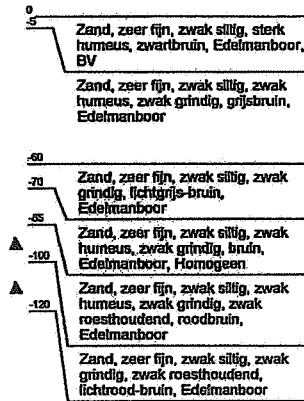 0
-5
Zand, zeer fijn, zwak siltig, sterk
humeus, zwartbruin, Edelmanboor,
BV
Zand, zeer fijn, zwak siltig, zwak
humeus, zwak grindig, grijsbruin,
Edelmanboor
-60
-70
Zand, zeer fijn, zwak siltig, zwak
grindig, lichtgrijs-bruin,
Edelmanboor
-85
Zand, zeer fijn, zwak siltig, zwak
humeus, zwak grindig, bruin,
Edelmanboor, Homogeen
-100
Zand, zeer fijn, zwak siltig, zwak
humeus, zwak grindig, zwak
roesthoudend, roodbruin,
Edelmanboor
-120
Zand, zeer fijn, zwak siltig, zwak
grindig, zwak roesthoudend,
lichtrood-bruin, Edelmanboor